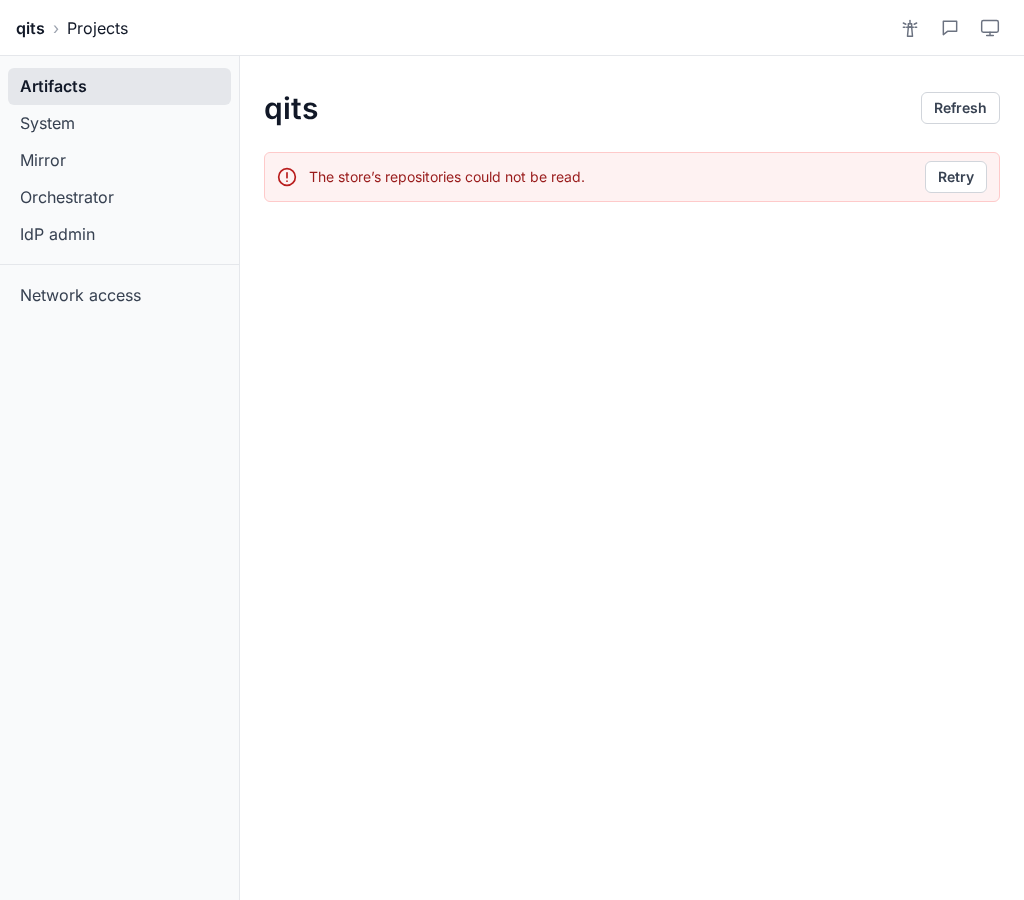 qits › Projects
Artifacts
System
Mirror
Orchestrator
IdP admin
Network access
qits
Refresh
The store’s repositories could not be read.
Retry